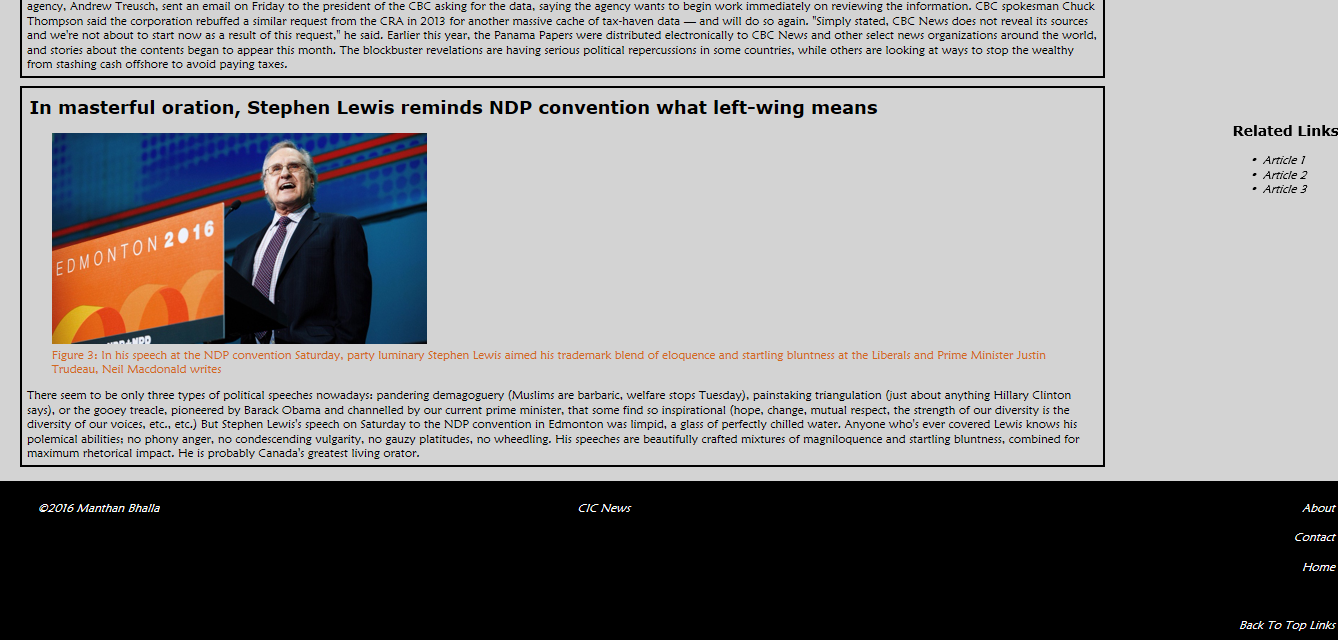 agency, Andrew Treusch, sent an email on Friday to the president of the CBC asking for the data, saying the agency wants to begin work immediately on reviewing the information. CBC spokesman Chuck
Thompson said the corporation rebuffed a similar request from the CRA in 2013 for another massive cache of tax-haven data — and will do so again. "Simply stated, CBC News does not reveal its sources
and we're not about to start now as a result of this request," he said. Earlier this year, the Panama Papers were distributed electronically to CBC News and other select news organizations around the world,
and stories about the contents began to appear this month. The blockbuster revelations are having serious political repercussions in some countries, while others are looking at ways to stop the wealthy
from stashing cash offshore to avoid paying taxes.
In masterful oration, Stephen Lewis reminds NDP convention what left-wing means
EDMONTON 2016
Figure 3: In his speech at the NDP convention Saturday, party luminary Stephen Lewis aimed his trademark blend of eloquence and startling bluntness at the Liberals and Prime Minister Justin
Trudeau, Neil Macdonald writes
There seem to be only three types of political speeches nowadays: pandering demagoguery (Muslims are barbaric, welfare stops Tuesday), painstaking triangulation (just about anything Hillary Clinton
says), or the gooey treacle, pioneered by Barack Obama and channelled by our current prime minister, that some find so inspirational (hope, change, mutual respect, the strength of our diversity is the
diversity of our voices, etc., etc.) But Stephen Lewis's speech on Saturday to the NDP convention in Edmonton was limpid, a glass of perfectly chilled water. Anyone who's ever covered Lewis knows his
polemical abilities; no phony anger, no condescending vulgarity, no gauzy platitudes, no wheedling. His speeches are beautifully crafted mixtures of magniloquence and startling bluntness, combined for
maximum rhetorical impact. He is probably Canada's greatest living orator.
Related Links
• Article 1
• Article 2
• Article 3
©2016 Manthan Bhalla
CIC News
About
Contact
Home
Back To Top Links